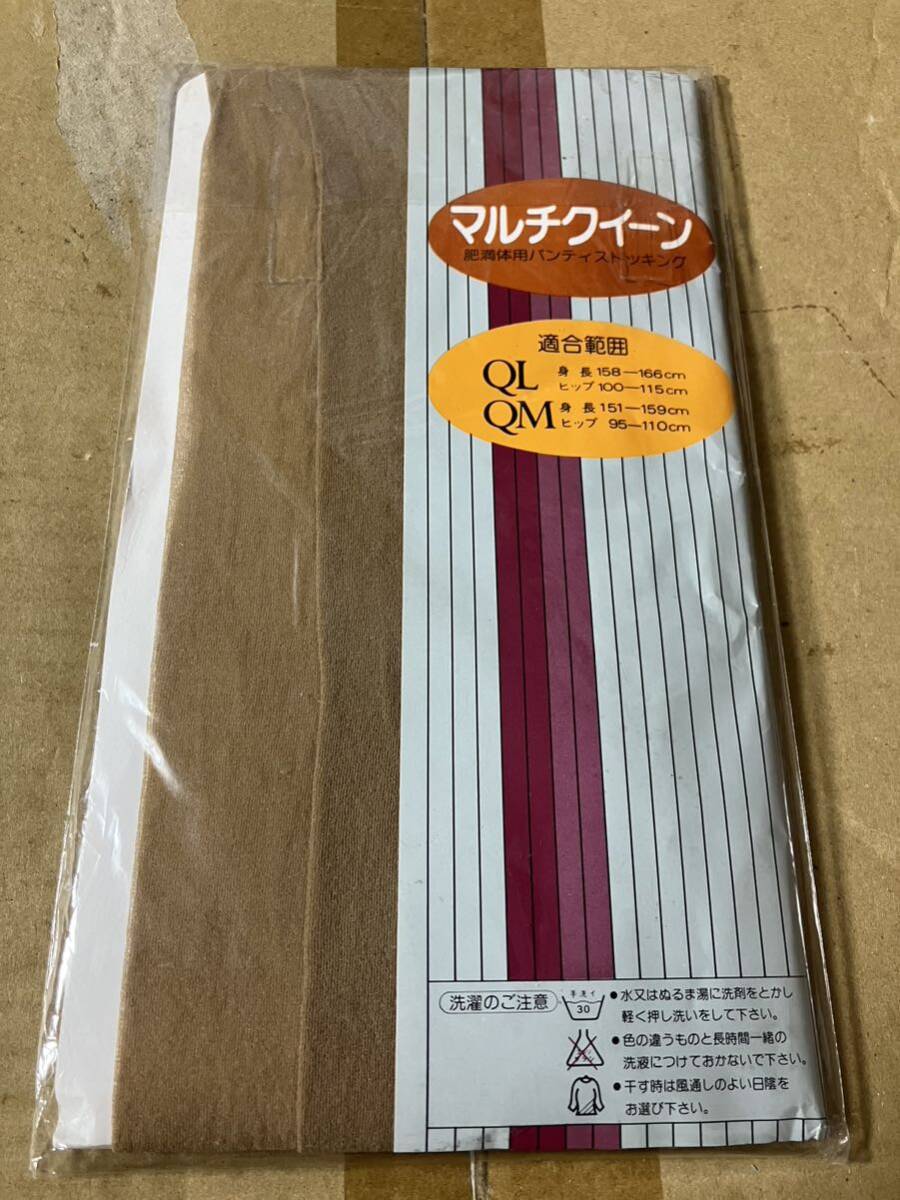 マルチクイーン
肥満体用パンティストッキング
適合範囲
QL 身長 158—166cm
ヒップ 100—115cm
QM 身長 151—159cm
ヒップ 95—110cm
洗濯のご注意
手洗イ
30
●水又はぬるま湯に洗剤をとかし
軽く押し洗いをして下さい。
●色の違うものと長時間一緒の
洗液につけておかないで下さい。
●干す時は風通しのよい日陰を
お選び下さい。